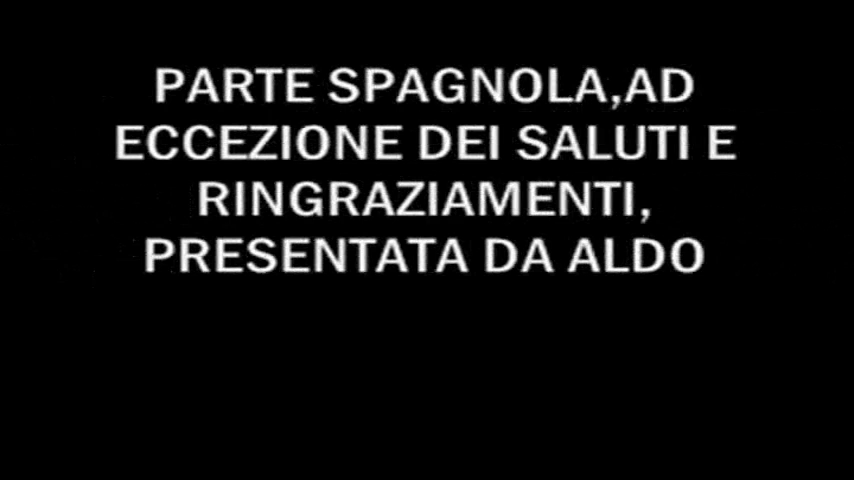 PARTE SPAGNOLA,AD
ECCEZIONE DEI SALUTI E
RINGRAZIAMENTI,
PRESENTATA DA ALDO